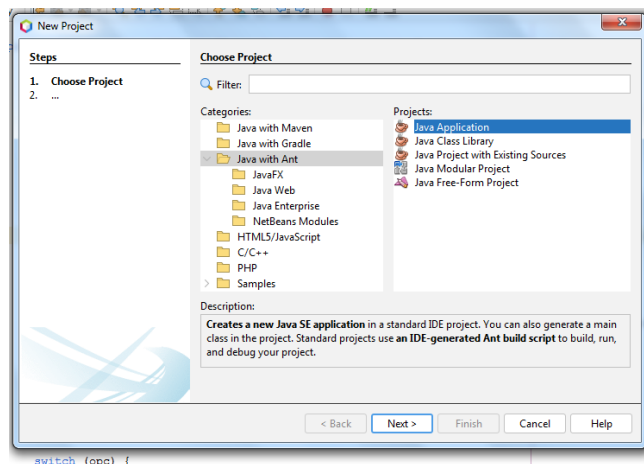 New Project
Steps
1. Choose Project
2. ...
Choose Project
Filter:
Categories:
Java with Maven
Java with Gradle
Java with Ant
JavaFX
Java Web
Java Enterprise
NetBeans Modules
HTML5/JavaScript
C/C++
PHP
Samples
Projects:
Java Application
Java Class Library
Java Project with Existing Sources
Java Modular Project
Java Free-Form Project
Description:
Creates a new Java SE application in a standard IDE project. You can also generate a main
class in the project. Standard projects use an IDE-generated Ant build script to build, run,
and debug your project.
< Back
Next >
Finish
Cancel
Help
switch (opc) {